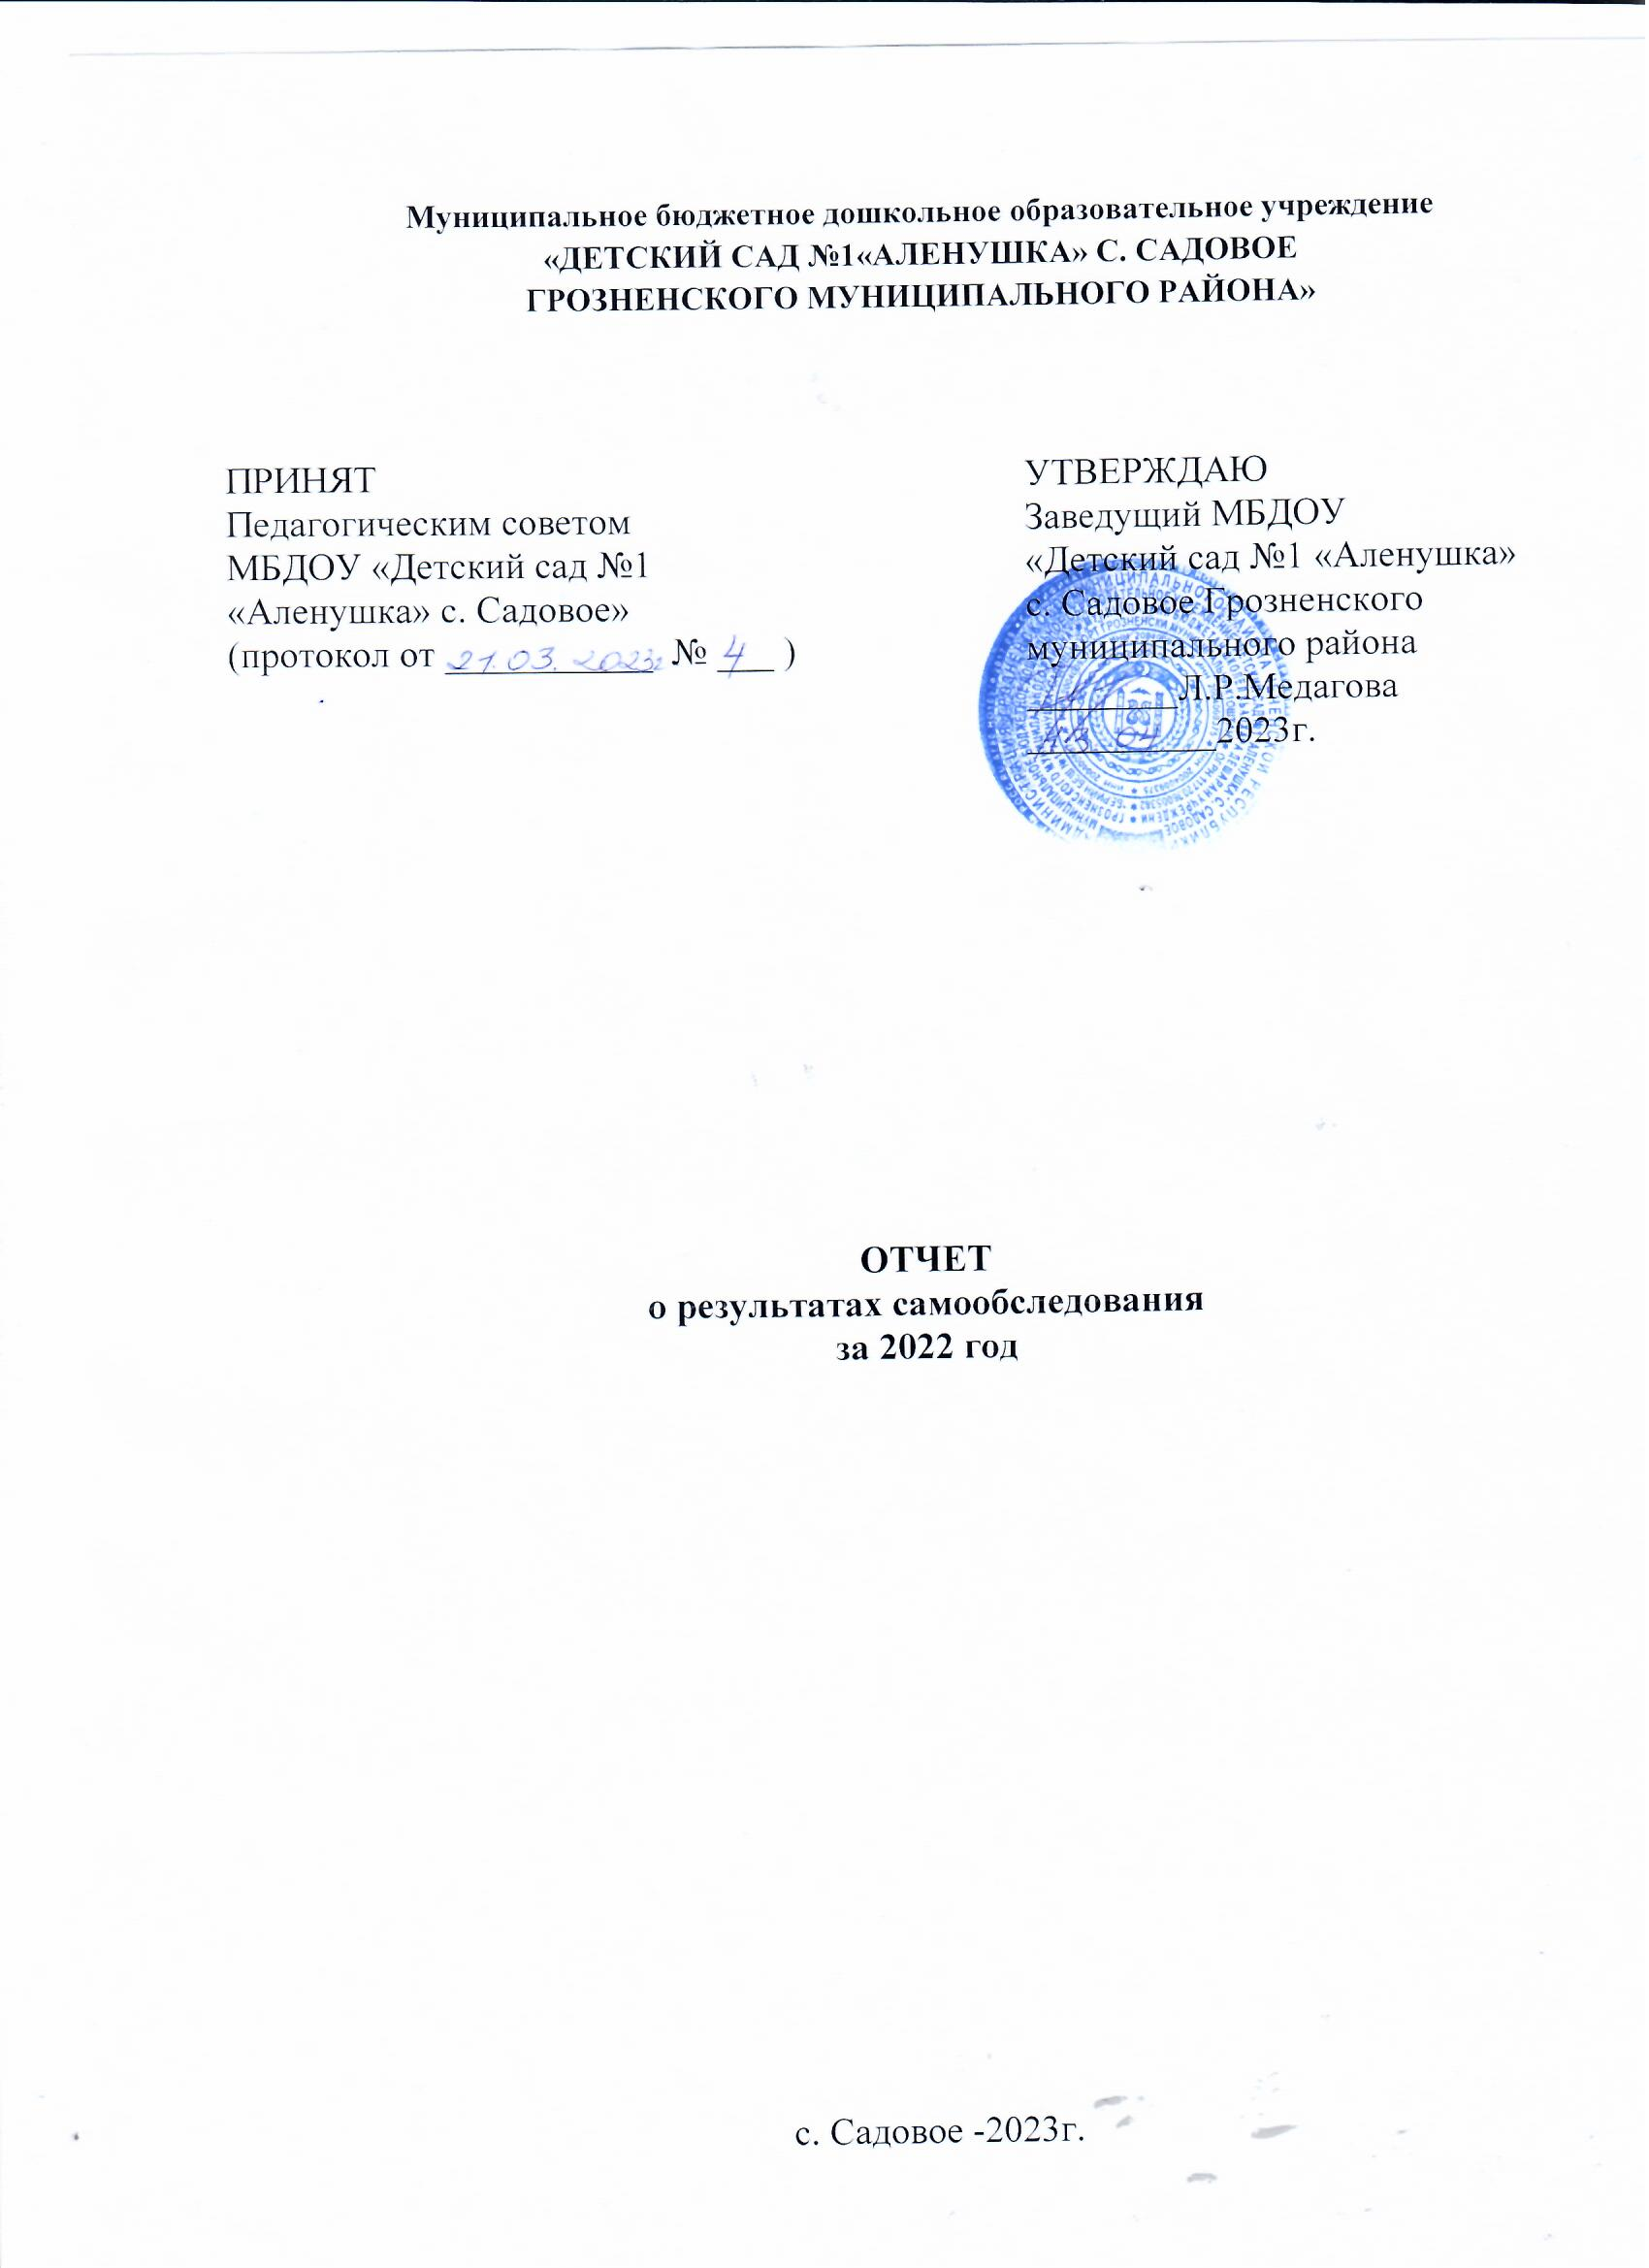 Муниципальное бюджетное дошкольное образовательное учреждение
«ДЕТСКИЙ САД №1«АЛЕНУШКА» С. САДОВОЕ
ГРОЗНЕНСКОГО МУНИЦИПАЛЬНОГО РАЙОНА»
ПРИНЯТ
Педагогическим советом
МБДОУ «Детский сад №1
«Аленушка» с. Садовое»
(протокол от 21.03.2023г № 4 )
УТВЕРЖДАЮ
Заведущий МБДОУ
«Детский сад №1 «Аленушка»
с. Садовое Грозненского
муниципального района
Л.Р.Медагова
2023г.
ОТЧЕТ
о результатах самообследования
за 2022 год
с. Садовое -2023г.